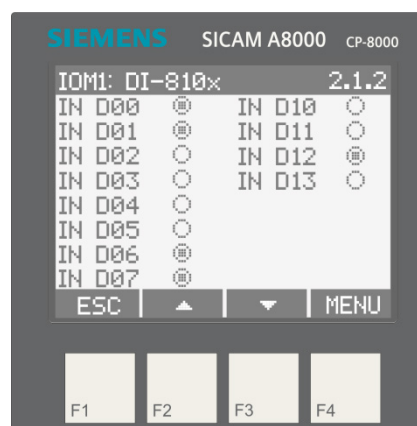 SIEMENS SICAM A8000 CP-8000
IOM1: DI-810x 2.1.2
IN D00 IN D10
IN D01 IN D11
IN D02 IN D12
IN D03 IN D13
IN D04
IN D05
IN D06
IN D07
ESC MENU
F1 F2 F3 F4